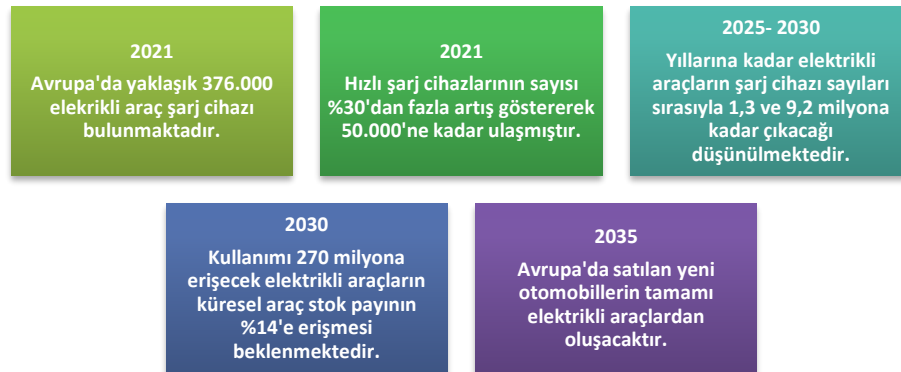 2021
Avrupa'da yaklaşık 376.000
elekrikli araç şarj cihazı
bulunmaktadır.
2021
Hızlı şarj cihazlarının sayısı
%30'dan fazla artış göstererek
50.000'ne kadar ulaşmıştır.
2025- 2030
Yıllarına kadar elektrikli
araçların şarj cihazı sayıları
sırasıyla 1,3 ve 9,2 milyona
kadar çıkacağı
düşünülmektedir.
2030
Kullanımı 270 milyona
erişecek elektrikli araçların
küresel araç stok payının
%14'e erişmesi
beklenmektedir.
2035
Avrupa'da satılan yeni
otomobillerin tamamı
elektrikli araçlardan
oluşacaktır.